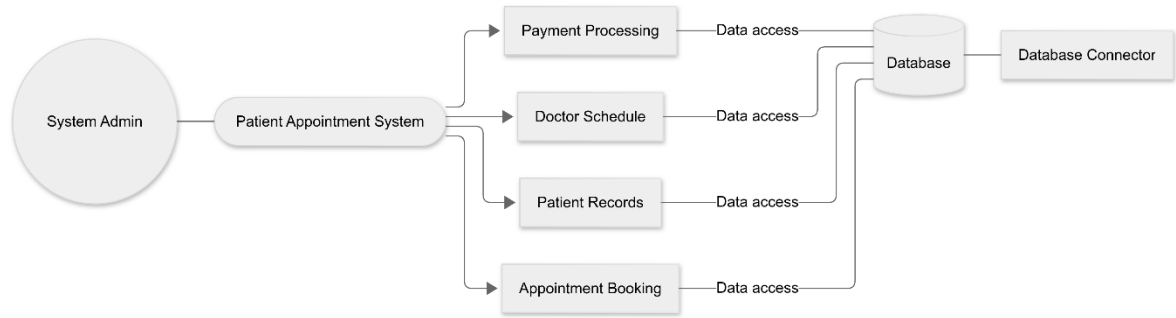 System Admin
Patient Appointment System
Payment Processing
Data access
Doctor Schedule
Data access
Patient Records
Data access
Appointment Booking
Data access
Database
Database Connector